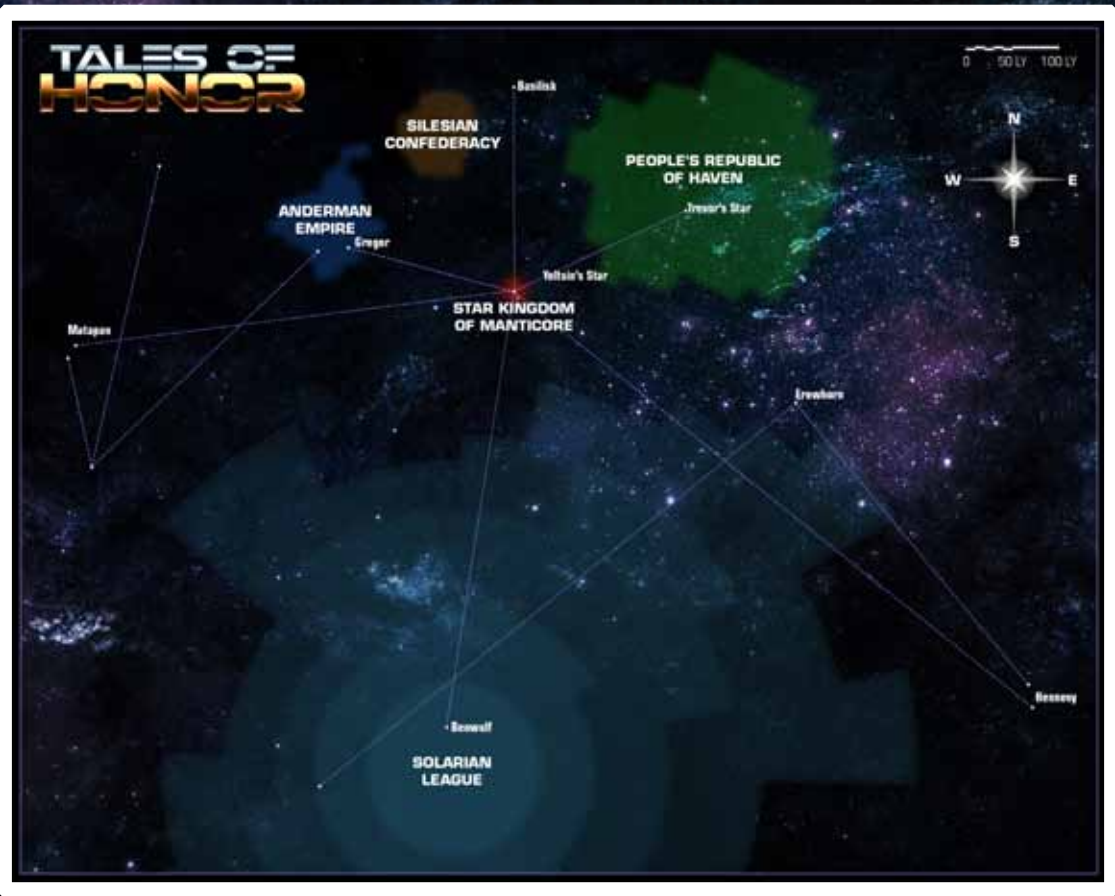 TALES OF
HONOR
0 50 LY 100 LY
Basilisk
SILESIAN
CONFEDERACY
N
PEOPLE'S REPUBLIC
OF HAVEN
W E
Trevor's Star
ANDERMAN
EMPIRE
S
Gregor
Yeltsin's Star
STAR KINGDOM
OF MANTICORE
Matapan
Erewhon
Hennesy
Beowulf
SOLARIAN
LEAGUE